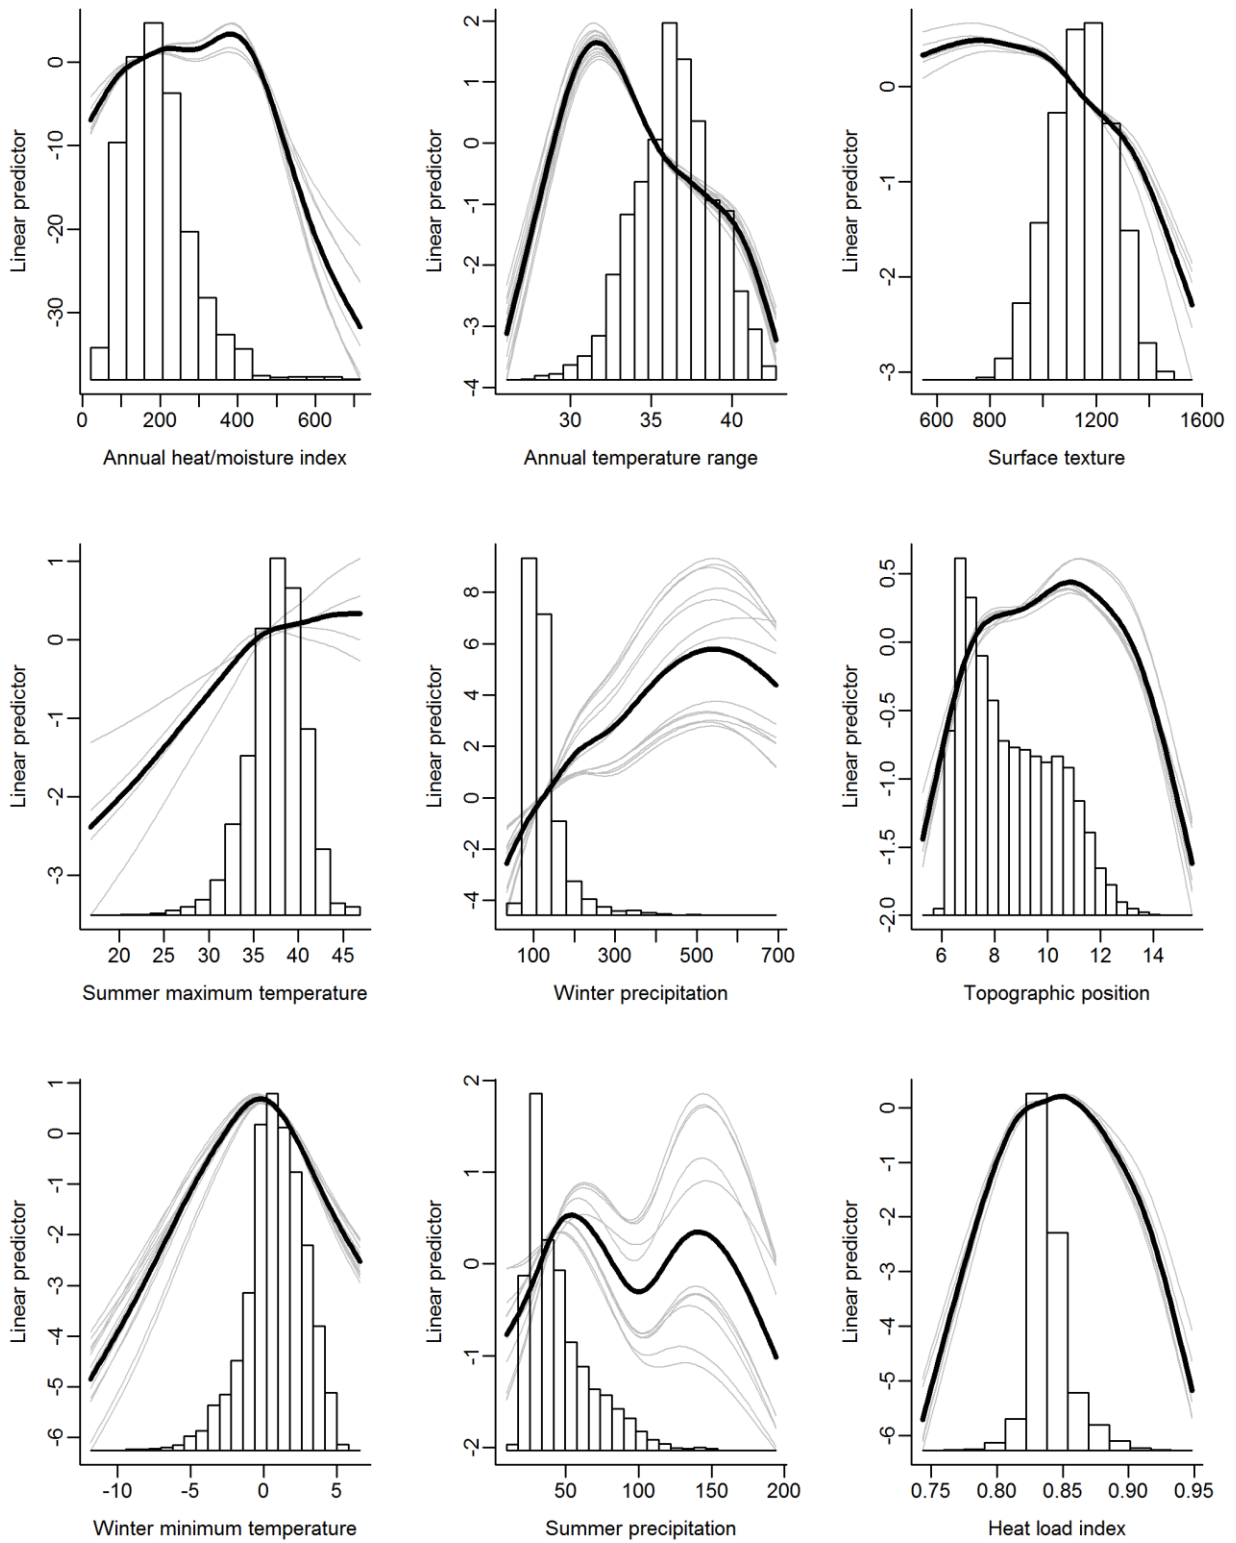 0
-10
-20
-30
Linear predictor
0 200 400 600
Annual heat/moisture index
2
1
0
-1
-2
-3
-4
Linear predictor
30 35 40
Annual temperature range
0
-1
-2
-3
Linear predictor
600 800 1200 1600
Surface texture
1
0
-1
-2
-3
Linear predictor
20 25 30 35 40 45
Summer maximum temperature
8
6
4
2
0
-2
-4
Linear predictor
100 300 500 700
Winter precipitation
0.5
0.0
-0.5
-1.0
-1.5
-2.0
Linear predictor
6 8 10 12 14
Topographic position
1
0
-1
-2
-3
-4
-5
-6
Linear predictor
-10 -5 0 5
Winter minimum temperature
2
1
0
-1
-2
Linear predictor
50 100 150 200
Summer precipitation
0
-1
-2
-3
-4
-5
-6
Linear predictor
0.75 0.80 0.85 0.90 0.95
Heat load index